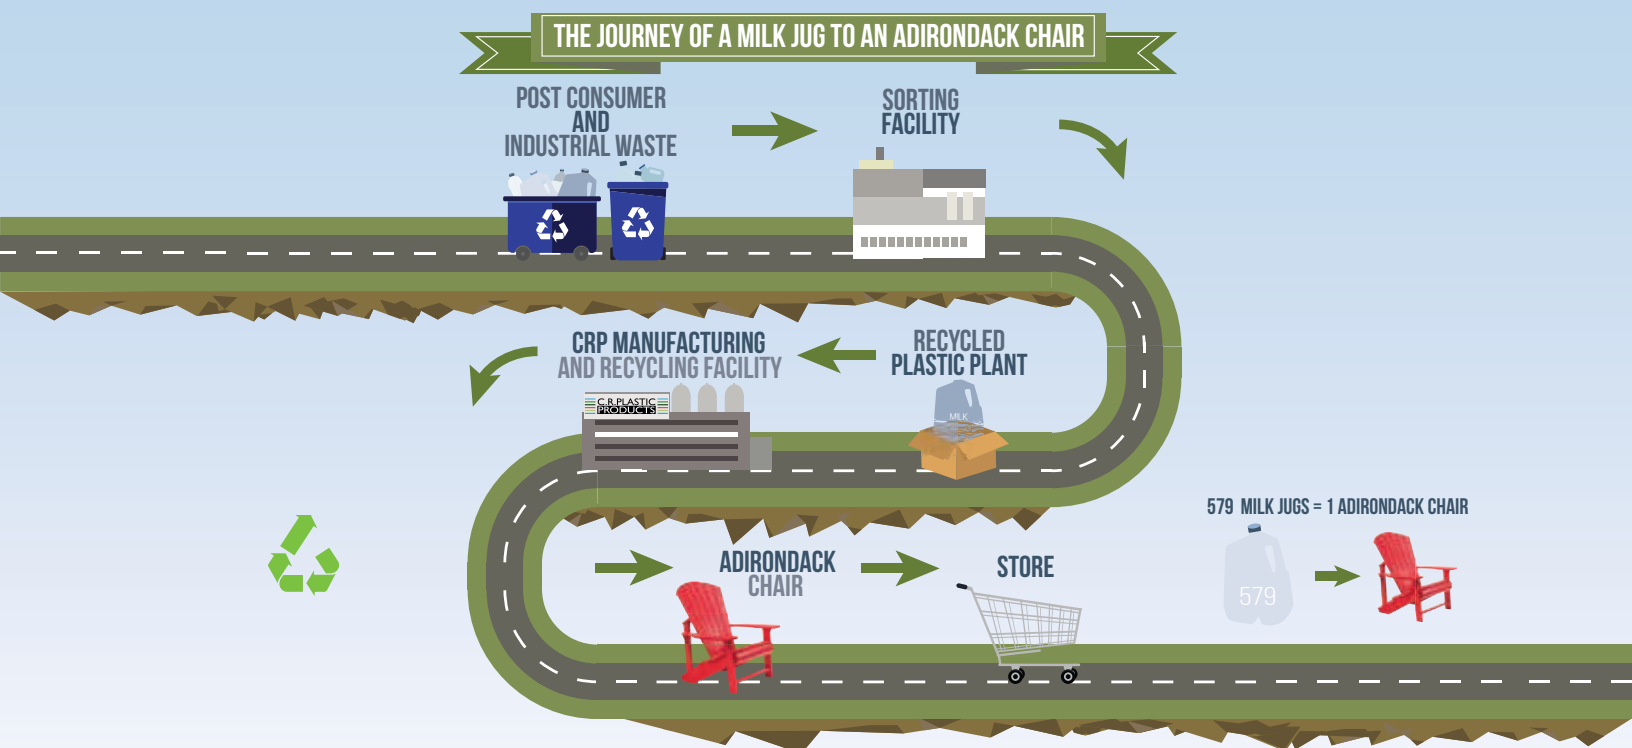 THE JOURNEY OF A MILK JUG TO AN ADIRONDACK CHAIR
POST CONSUMER
AND
INDUSTRIAL WASTE
SORTING
FACILITY
RECYCLED
PLASTIC PLANT
MILK
CRP MANUFACTURING
AND RECYCLING FACILITY
C.R.PLASTIC
PRODUCTS
ADIRONDACK
CHAIR
STORE
579 MILK JUGS = 1 ADIRONDACK CHAIR
579